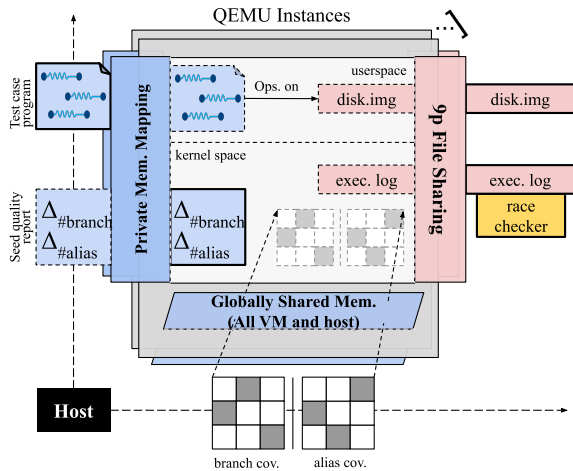 QEMU Instances
...
Test case
program
Private Mem. Mapping
Ops. on
userspace
disk.img
9p File Sharing
disk.img
kernel space
exec. log
exec. log
race
checker
Seed quality
report
Δ#branch
Δ#alias
Δ#branch
Δ#alias
Globally Shared Mem.
(All VM and host)
Host
branch cov.
alias cov.